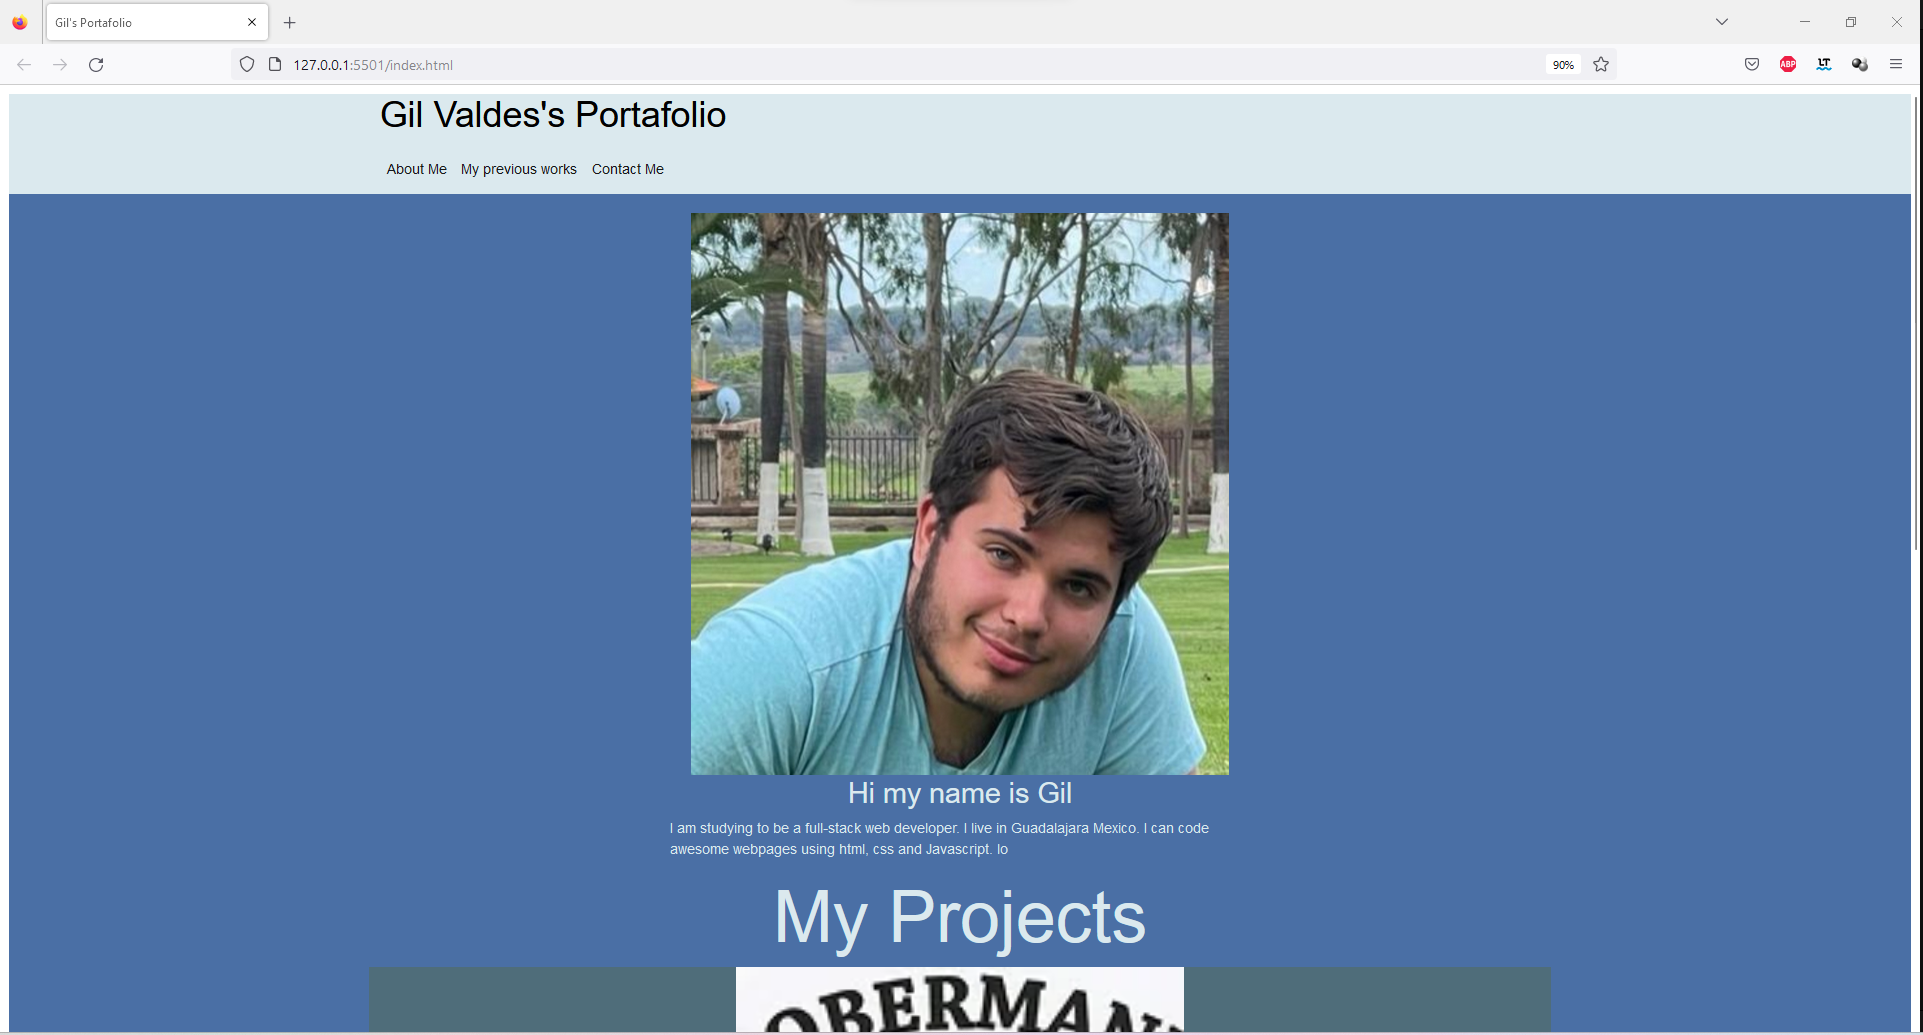 Gil's Portafolio
127.0.0.1:5501/index.html
90%
ABP
LT
Gil Valdes's Portafolio
About Me My previous works Contact Me
Hi my name is Gil
I am studying to be a full-stack web developer. I live in Guadalajara Mexico. I can code
awesome webpages using html, css and Javascript. lo
My Projects